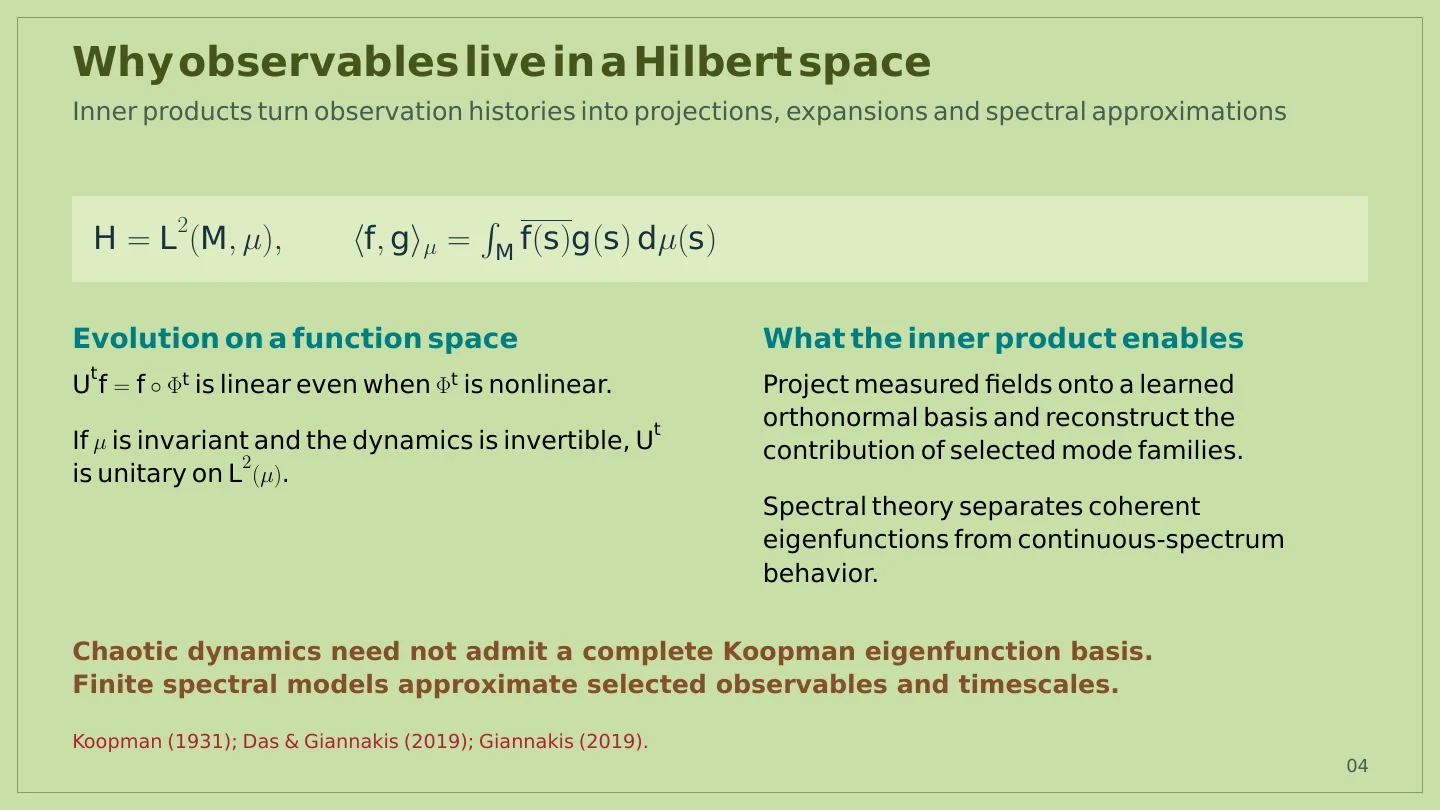 Why observables live in a Hilbert space
Inner products turn observation histories into projections, expansions and spectral approximations
H = L²(M, μ),  ⟨f, g⟩_μ = ∫_M \overline{f(s)}g(s) dμ(s)
Evolution on a function space
Uᵗf = f ∘ Φᵗ is linear even when Φᵗ is nonlinear.
If μ is invariant and the dynamics is invertible, Uᵗ
is unitary on L²(μ).
What the inner product enables
Project measured fields onto a learned
orthonormal basis and reconstruct the
contribution of selected mode families.
Spectral theory separates coherent
eigenfunctions from continuous-spectrum
behavior.
Chaotic dynamics need not admit a complete Koopman eigenfunction basis.
Finite spectral models approximate selected observables and timescales.
Koopman (1931); Das & Giannakis (2019); Giannakis (2019).
04